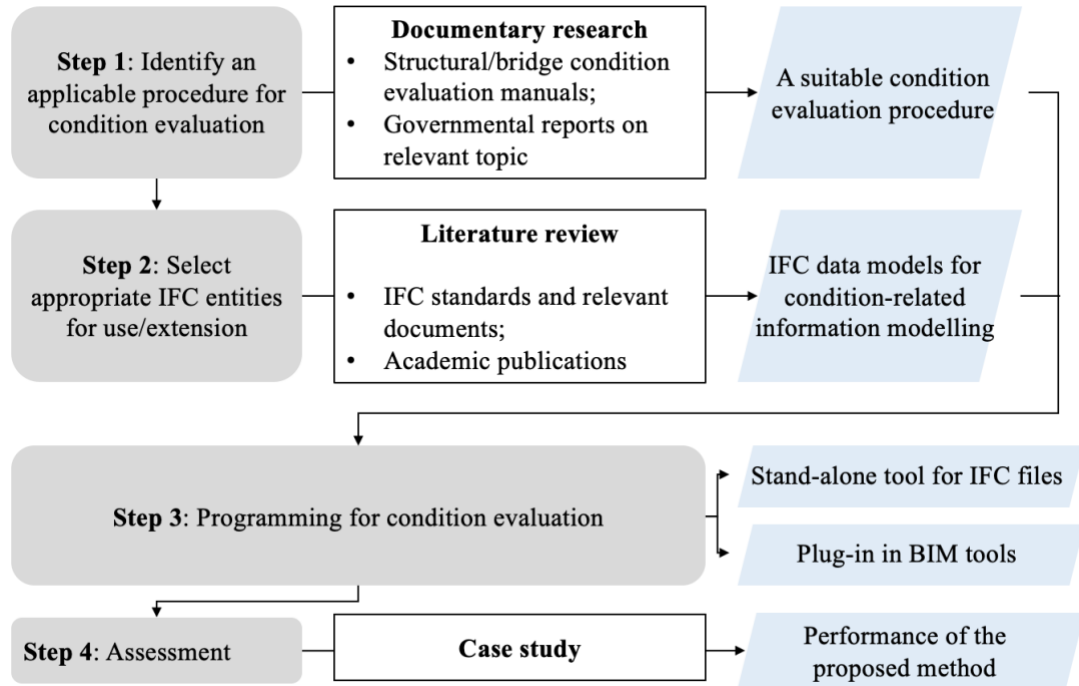 Step 1: Identify an
applicable procedure for
condition evaluation
Documentary research
• Structural/bridge condition
evaluation manuals;
• Governmental reports on
relevant topic
A suitable condition
evaluation procedure
Step 2: Select
appropriate IFC entities
for use/extension
Literature review
• IFC standards and relevant
documents;
• Academic publications
IFC data models for
condition-related
information modelling
Step 3: Programming for condition evaluation
Stand-alone tool for IFC files
Plug-in in BIM tools
Step 4: Assessment
Case study
Performance of the
proposed method